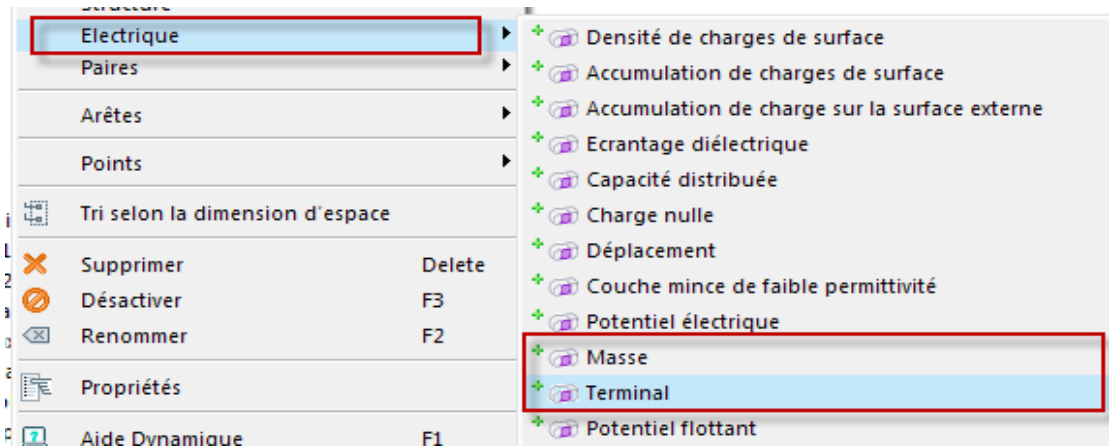 Electrique
Paires
Arêtes
Points
Tri selon la dimension d'espace
Supprimer Delete
Désactiver F3
Renommer F2
Propriétés
Aide Dynamique F1
Densité de charges de surface
Accumulation de charges de surface
Accumulation de charge sur la surface externe
Ecrantage diélectrique
Capacité distribuée
Charge nulle
Déplacement
Couche mince de faible permittivité
Potentiel électrique
Masse
Terminal
Potentiel flottant